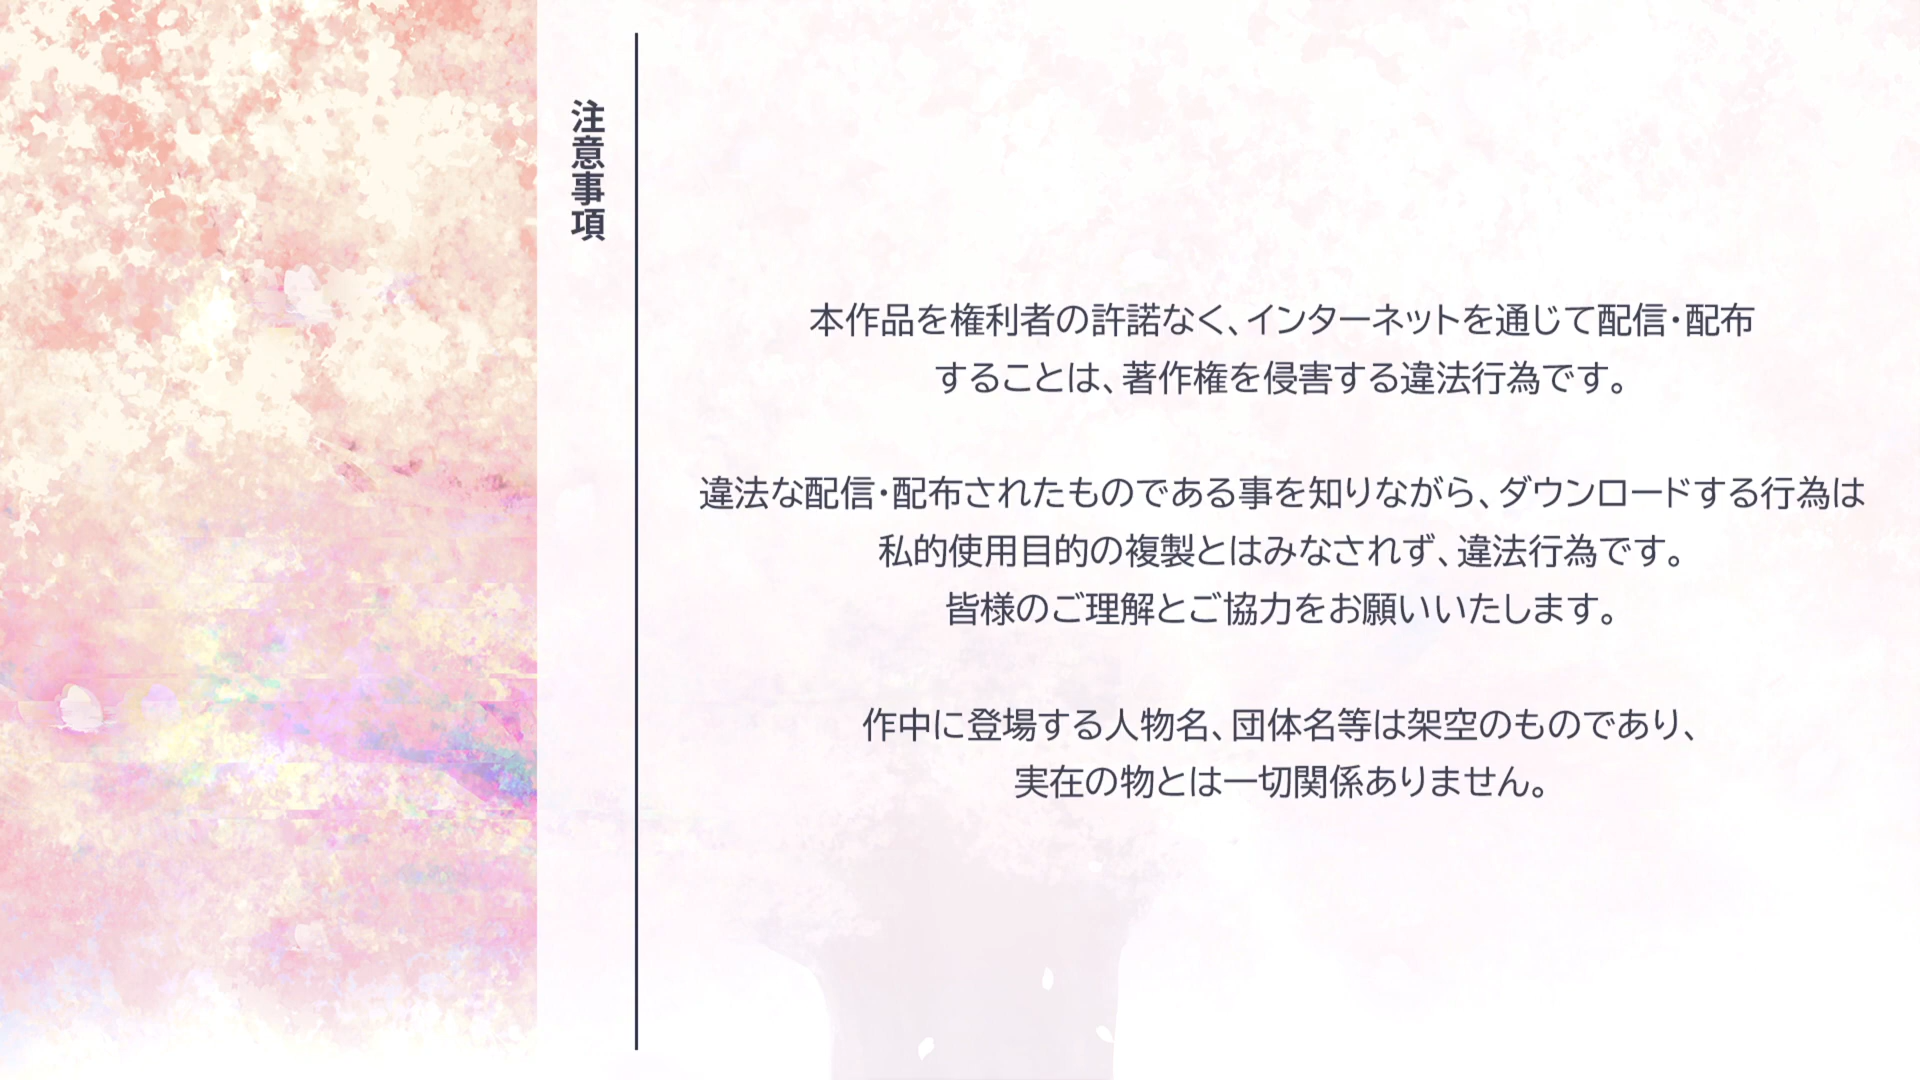 注意事項
本作品を権利者の許諾なく、インターネットを通じて配信・配布
することは、著作権を侵害する違法行為です。
違法な配信・配布されたものである事を知りながら、ダウンロードする行為は
私的使用目的の複製とはみなされず、違法行為です。
皆様のご理解とご協力をお願いいたします。
作中に登場する人物名、団体名等は架空のものであり、
実在の物とは一切関係ありません。